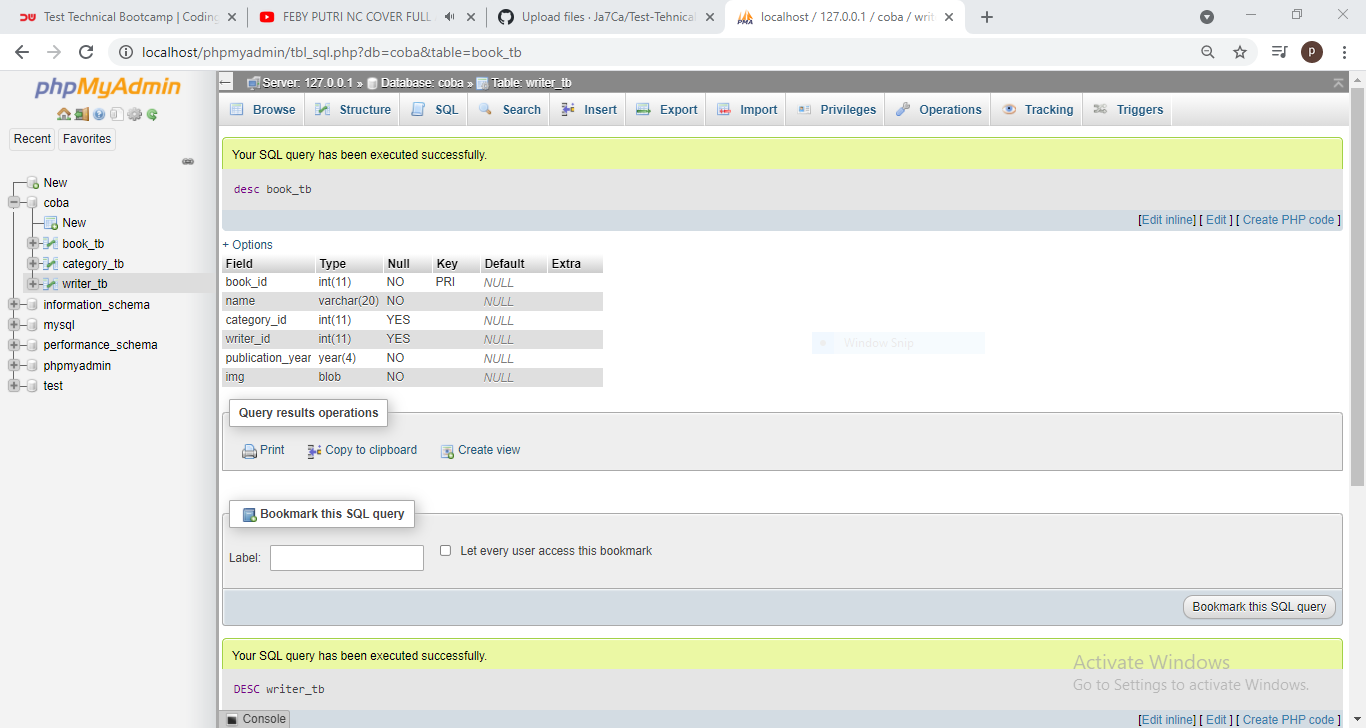 Test Technical Bootcamp | Coding
FEBY PUTRI NC COVER FULL
Upload files · Ja7Ca/Test-Tehnical
localhost / 127.0.0.1 / coba / writ
localhost/phpmyadmin/tbl_sql.php?db=coba&table=book_tb
P
phpMyAdmin
Recent
Favorites
New
coba
New
book_tb
category_tb
writer_tb
information_schema
mysql
performance_schema
phpmyadmin
test
Server: 127.0.0.1 » Database: coba » Table: writer_tb
Browse Structure SQL Search Insert Export Import Privileges Operations Tracking Triggers
Your SQL query has been executed successfully.
desc book_tb
[Edit inline] [ Edit ] [ Create PHP code ]
+ Options
Field Type Null Key Default Extra
book_id int(11) NO PRI NULL
name varchar(20) NO NULL
category_id int(11) YES NULL
writer_id int(11) YES NULL
publication_year year(4) NO NULL
img blob NO NULL
Window Snip
Query results operations
Print Copy to clipboard Create view
Bookmark this SQL query
Label: Let every user access this bookmark
Bookmark this SQL query
Your SQL query has been executed successfully.
DESC writer_tb
Activate Windows
Go to Settings to activate Windows.
Console
[Edit inline] [ Edit ] [ Create PHP code ]